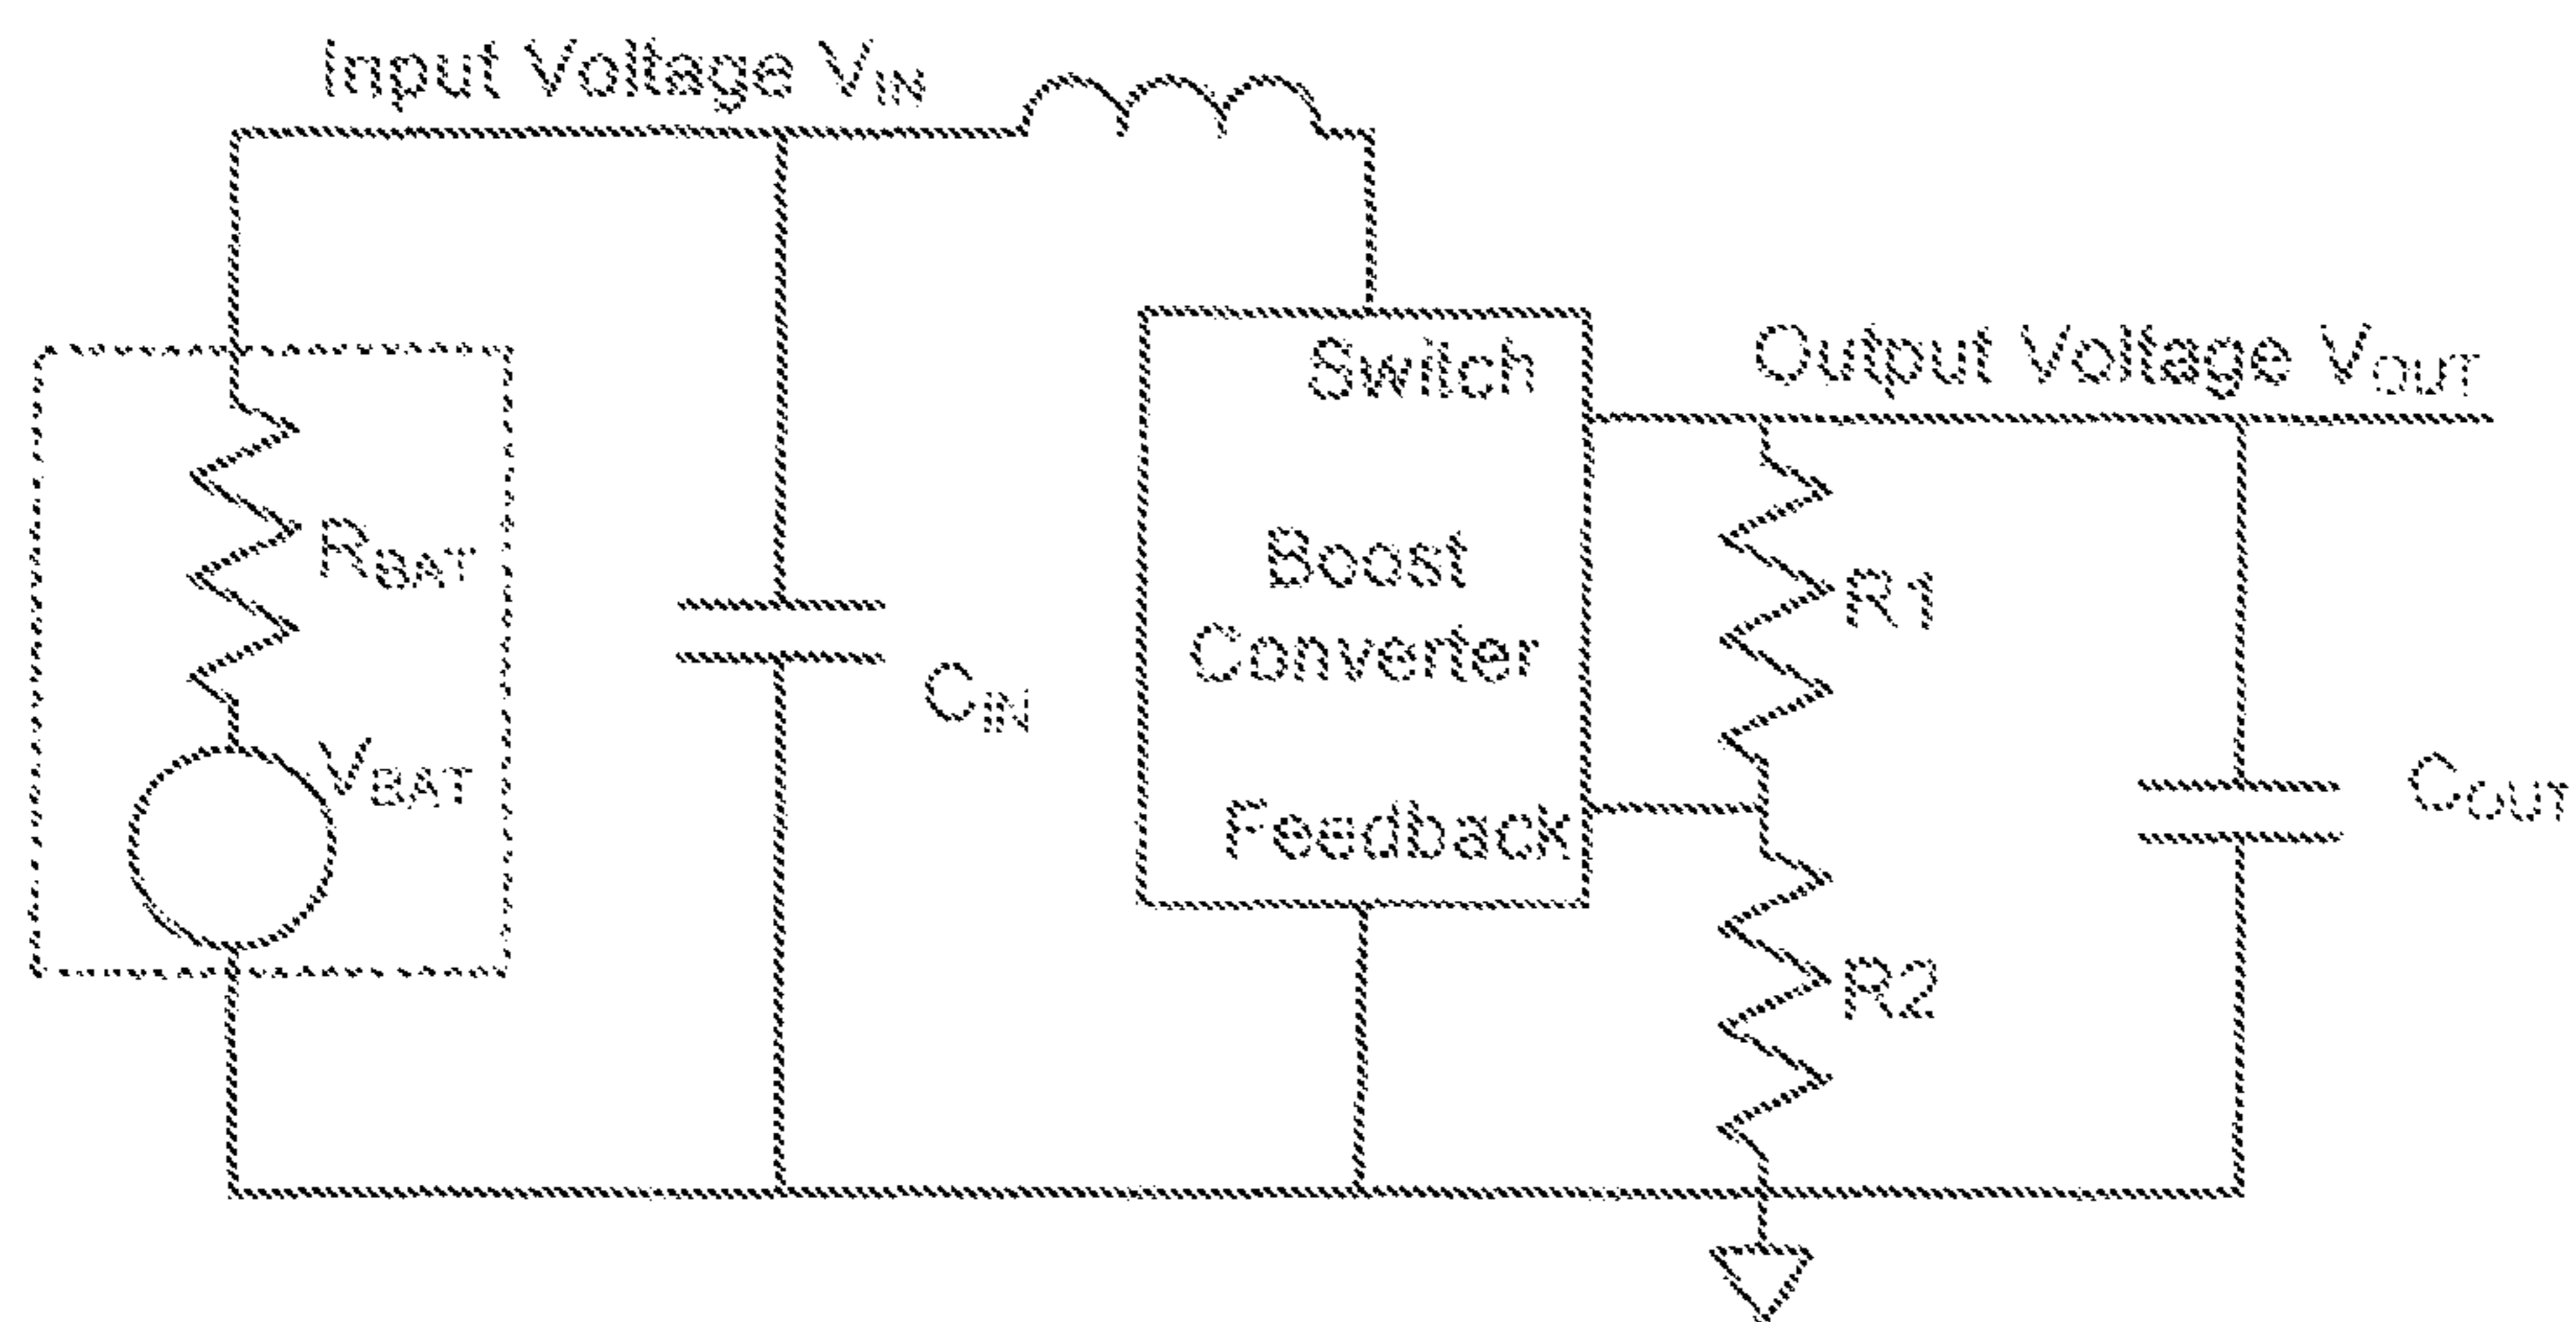 Input Voltage VIN
Switch
Output Voltage VOUT
RBAT
Boost
Converter
R1
CIN
VBAT
Feedback
COUT
R2